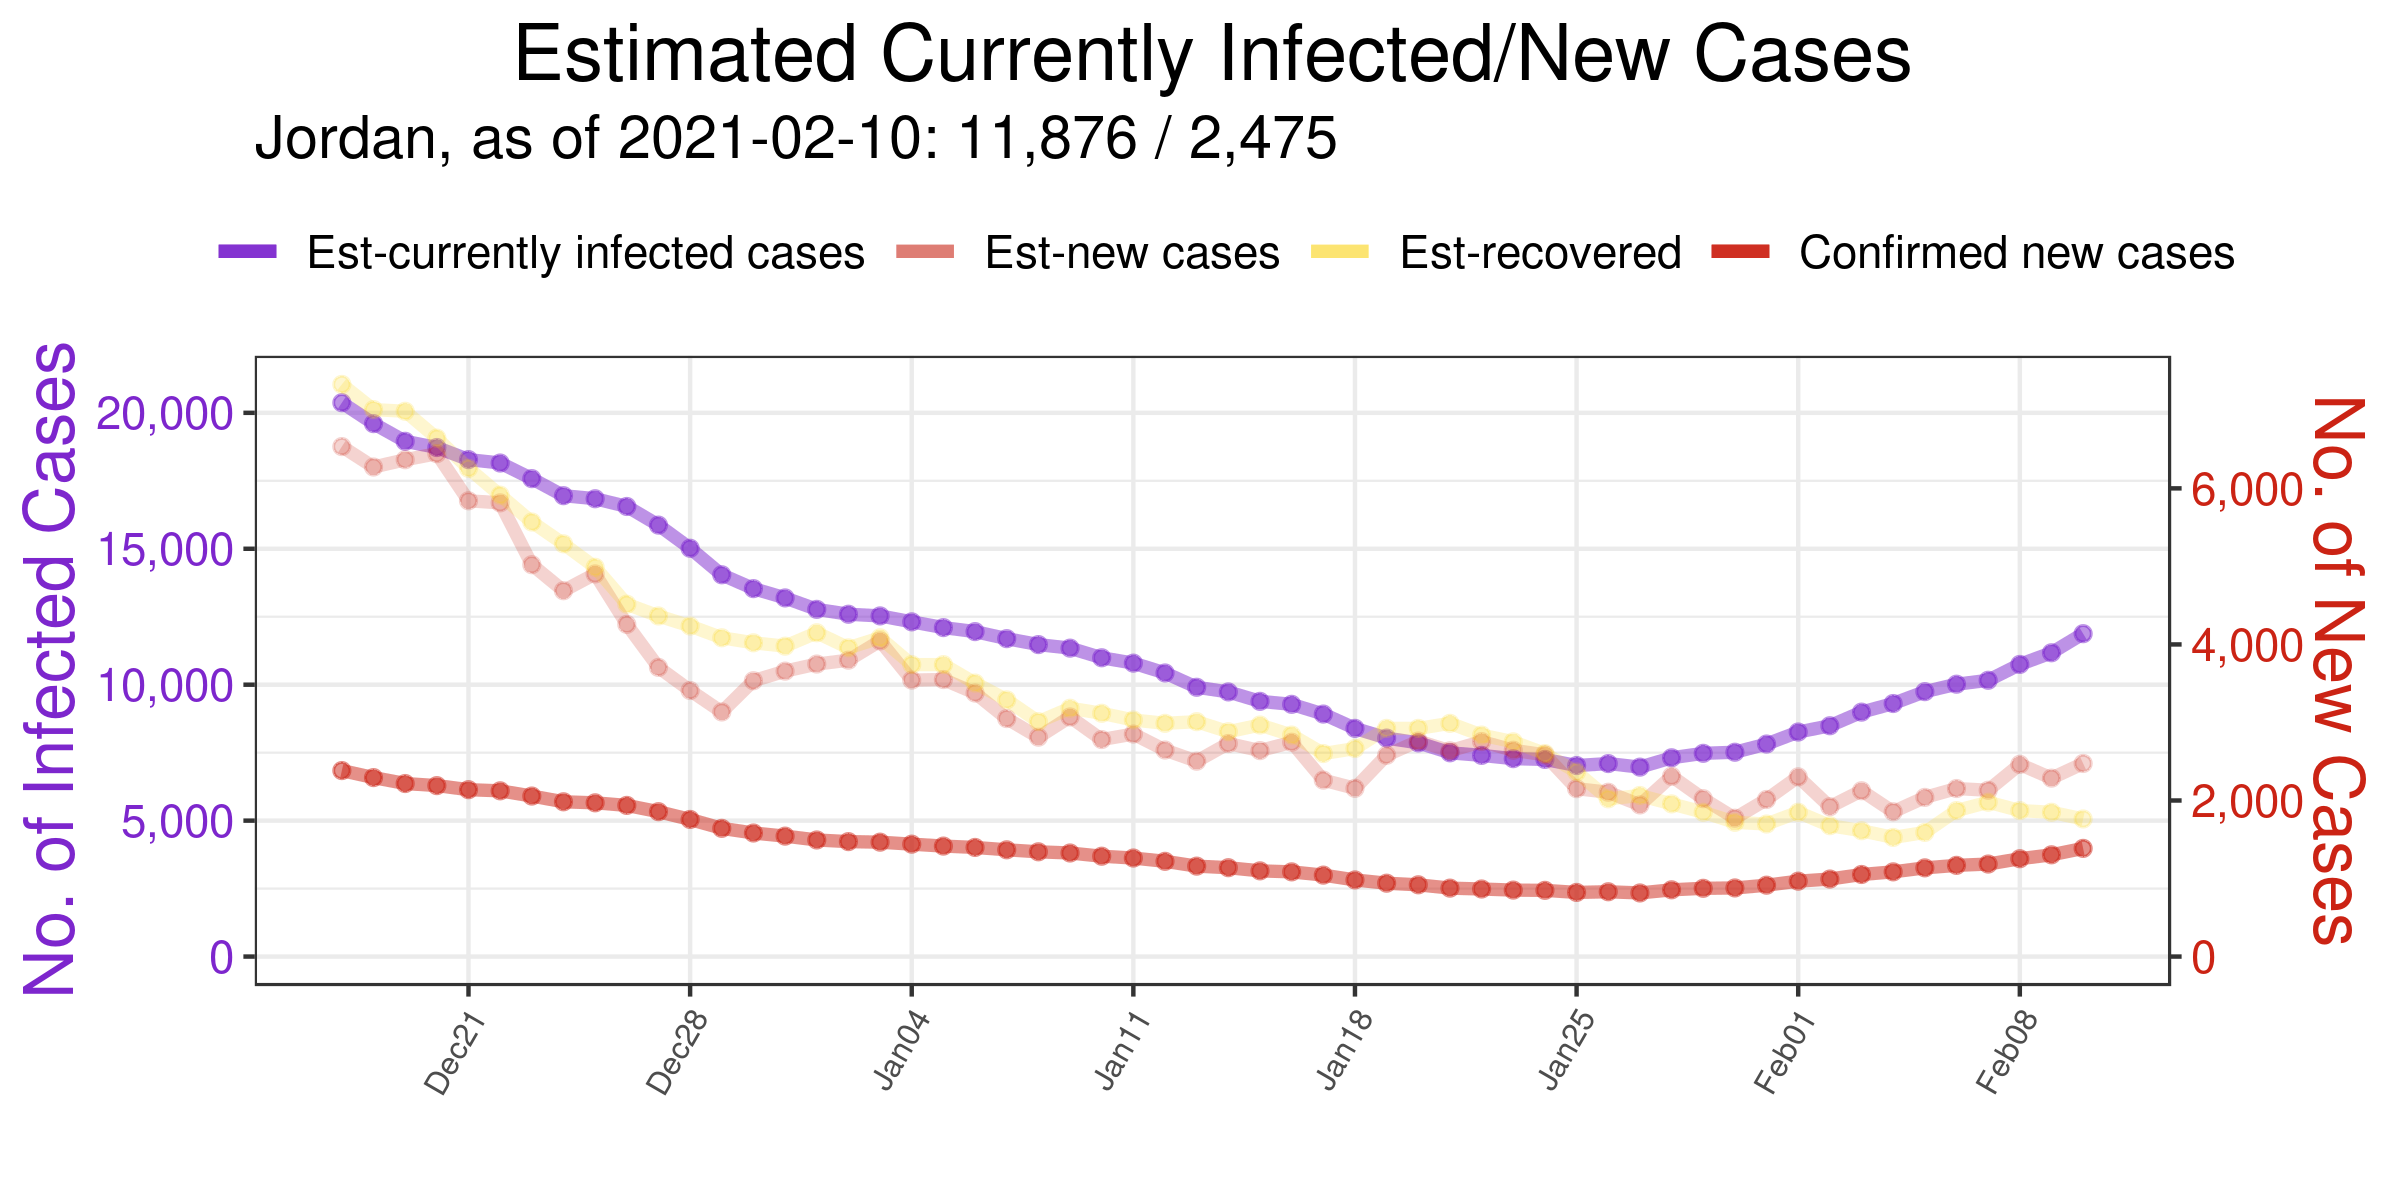 Estimated Currently Infected/New Cases
Jordan, as of 2021-02-10: 11,876 / 2,475
Est-currently infected cases Est-new cases Est-recovered Confirmed new cases
No. of Infected Cases
20,000
15,000
10,000
5,000
0
6,000
4,000
2,000
0
No. of New Cases
Dec21 Dec28 Jan04 Jan11 Jan18 Jan25 Feb01 Feb08